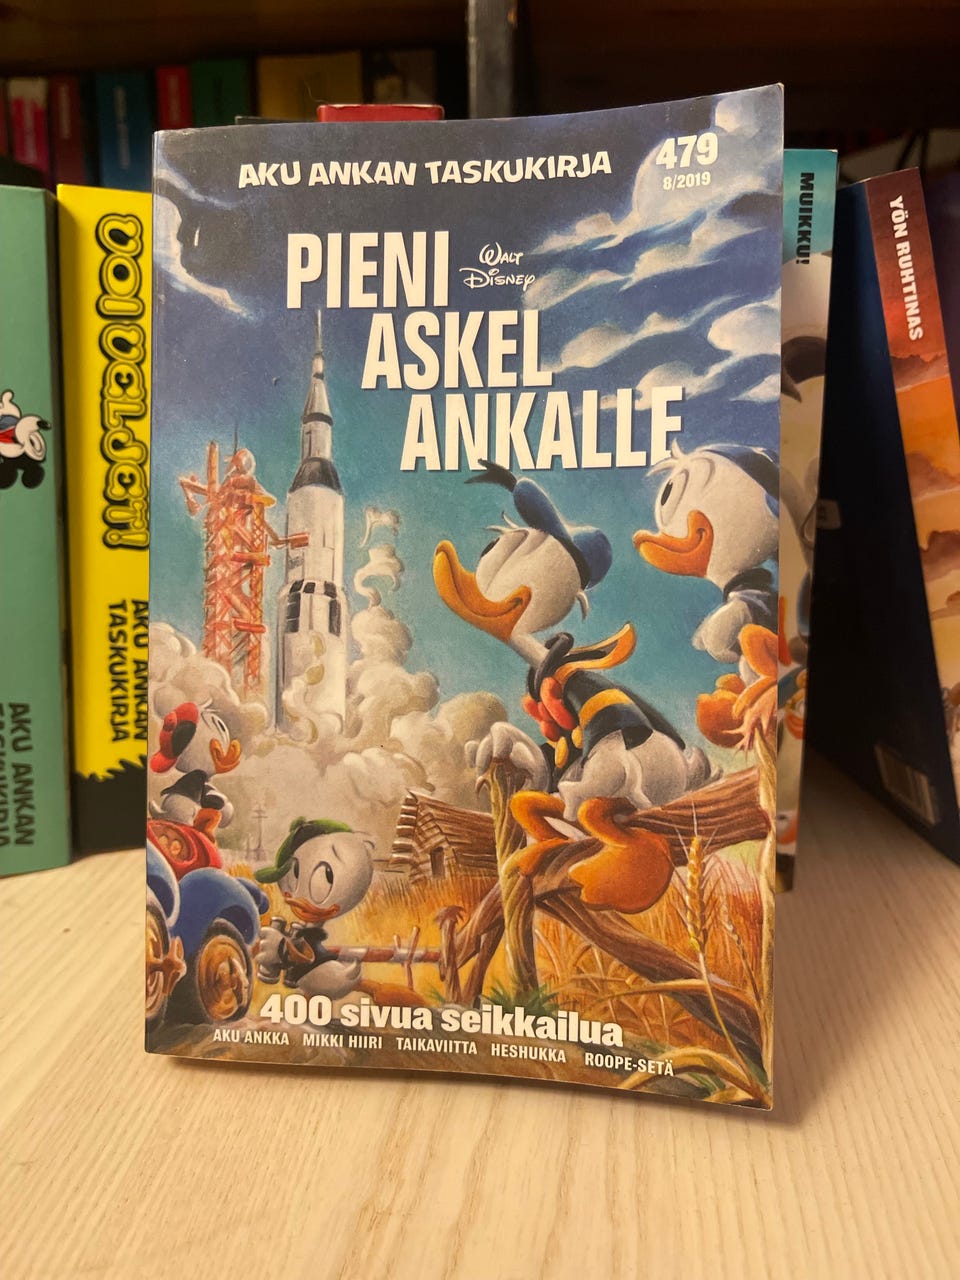 AKU ANKAN TASKUKIRJA
479
8/2019
PIENI
Walt
Disney
ASKEL
ANKALLE
400 sivua seikkailua
AKU ANKKA MIKKI HIIRI TAIKAVIITTA HESHUKKA ROOPE-SETÄ
AKU ANKAN
TASKUKIRJA
VOI VELJET!
AKU ANKAN
TASKUKIRJA
MUIKKU!
YÖN RUHTINAS